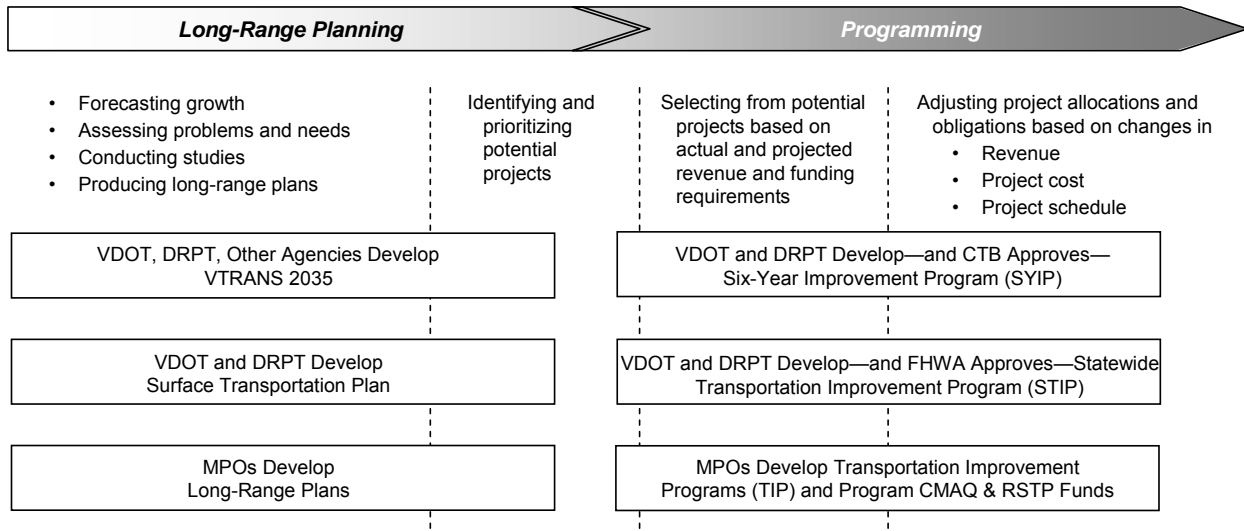 Long-Range Planning
Programming
• Forecasting growth
• Assessing problems and needs
• Conducting studies
• Producing long-range plans
Identifying and
prioritizing
potential
projects
Selecting from potential
projects based on
actual and projected
revenue and funding
requirements
Adjusting project allocations and
obligations based on changes in
• Revenue
• Project cost
• Project schedule
VDOT, DRPT, Other Agencies Develop
VTRANS 2035
VDOT and DRPT Develop—and CTB Approves—
Six-Year Improvement Program (SYIP)
VDOT and DRPT Develop
Surface Transportation Plan
VDOT and DRPT Develop—and FHWA Approves—Statewide
Transportation Improvement Program (STIP)
MPOs Develop
Long-Range Plans
MPOs Develop Transportation Improvement
Programs (TIP) and Program CMAQ & RSTP Funds